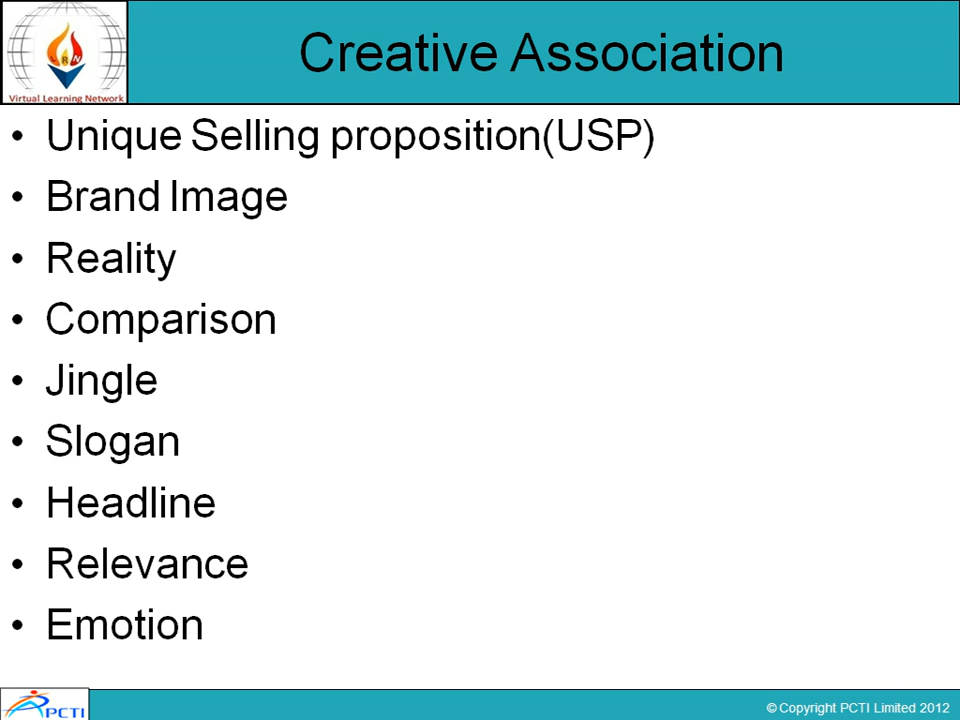 Creative Association
RN
Virtual Learning Network
• Unique Selling proposition(USP)
• Brand Image
• Reality
• Comparison
• Jingle
• Slogan
• Headline
• Relevance
• Emotion
PCTI
© Copyright PCTI Limited 2012